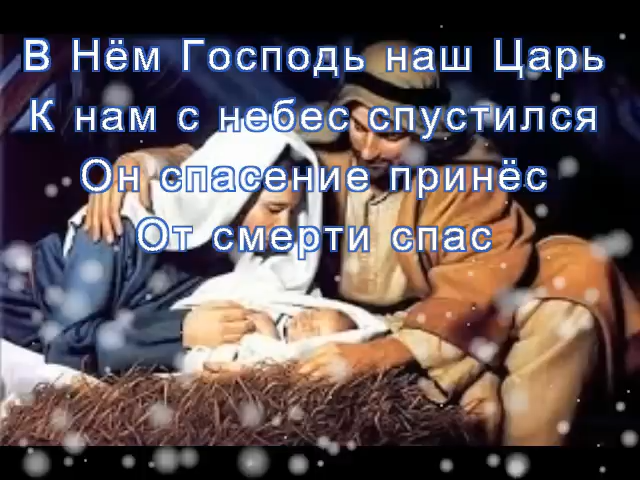 В Нём Господь наш Царь
К нам с небес спустился
Он спасение принёс
От смерти спас